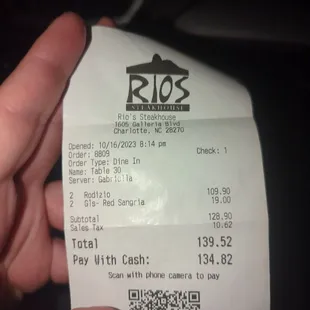 RIOS
STEAKHOUSE
Rio's Steakhouse
1605 Galleria Blvd
Charlotte, NC 28270
Opened: 10/16/2023 8:14 pm
Order: 8809 Check: 1
Order Type: Dine In
Name: Table 30
Server: Gabriella
2 Rodizio 109.90
2 Gls- Red Sangria 19.00
Subtotal 128.90
Sales Tax 10.62
Total 139.52
Pay With Cash: 134.82
Scan with phone camera to pay